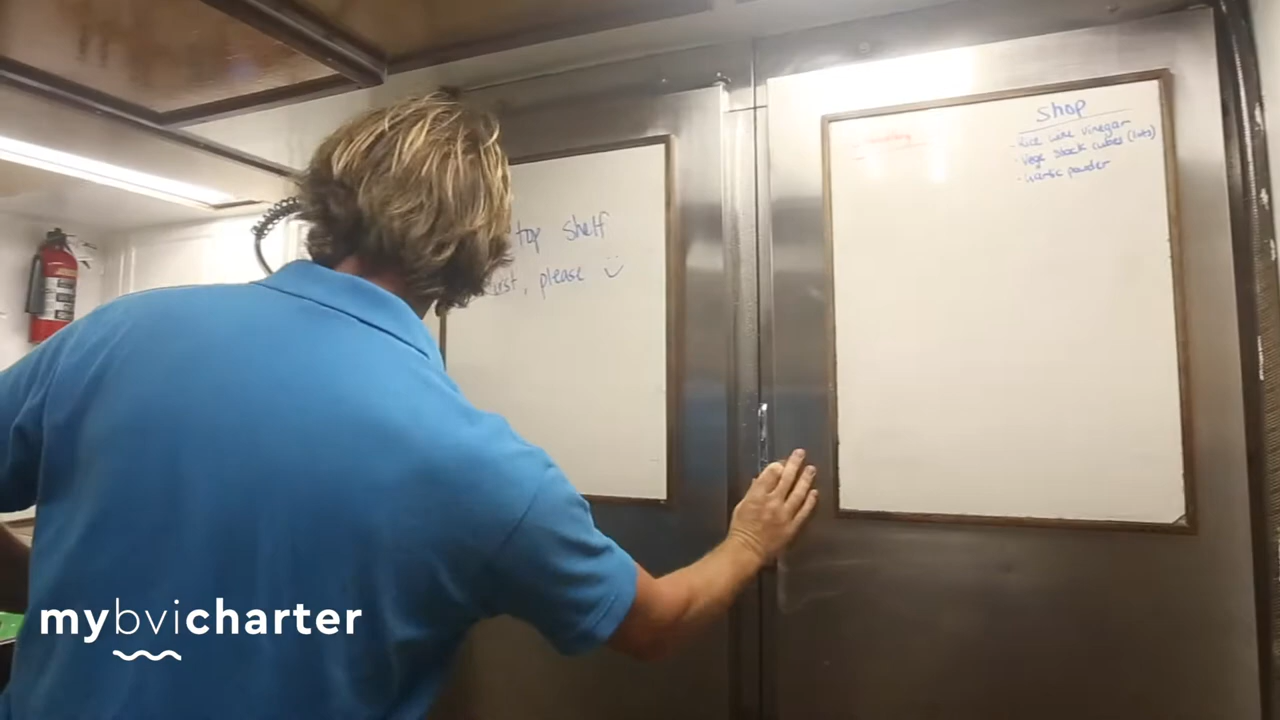 top shelf
first, please
Shop
- Rice wine vinegar
- Vege stock cubes (lots)
- Garlic powder
mybvicharter